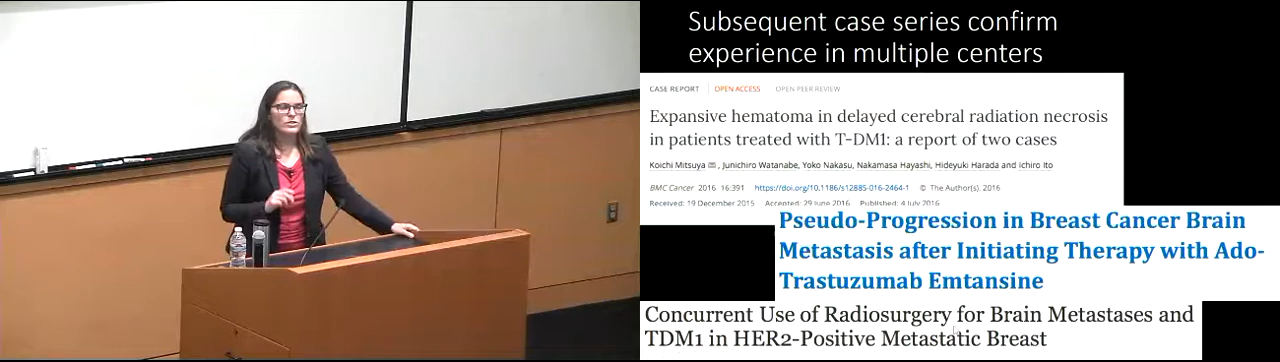 Subsequent case series confirm
experience in multiple centers
CASE REPORT OPEN ACCESS OPEN PEER REVIEW
Expansive hematoma in delayed cerebral radiation necrosis
in patients treated with T-DM1: a report of two cases
Koichi Mitsuya, Junichiro Watanabe, Yoko Nakasu, Nakamasa Hayashi, Hideyuki Harada and Ichiro Ito
BMC Cancer 2016 16:391 https://doi.org/10.1186/s12885-016-2464-1 © The Author(s). 2016
Received: 19 December 2015 Accepted: 29 June 2016 Published: 4 July 2016
Pseudo-Progression in Breast Cancer Brain
Metastasis after Initiating Therapy with Ado-
Trastuzumab Emtansine
Concurrent Use of Radiosurgery for Brain Metastases and
TDM1 in HER2-Positive Metastatic Breast